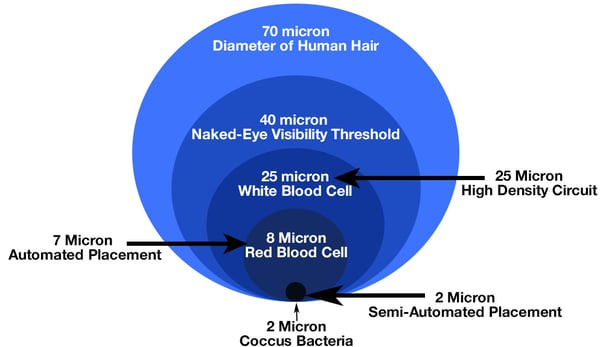 70 micron
Diameter of Human Hair
40 micron
Naked-Eye Visibility Threshold
25 micron
White Blood Cell
25 Micron
High Density Circuit
8 Micron
Red Blood Cell
7 Micron
Automated Placement
2 Micron
Semi-Automated Placement
2 Micron
Coccus Bacteria